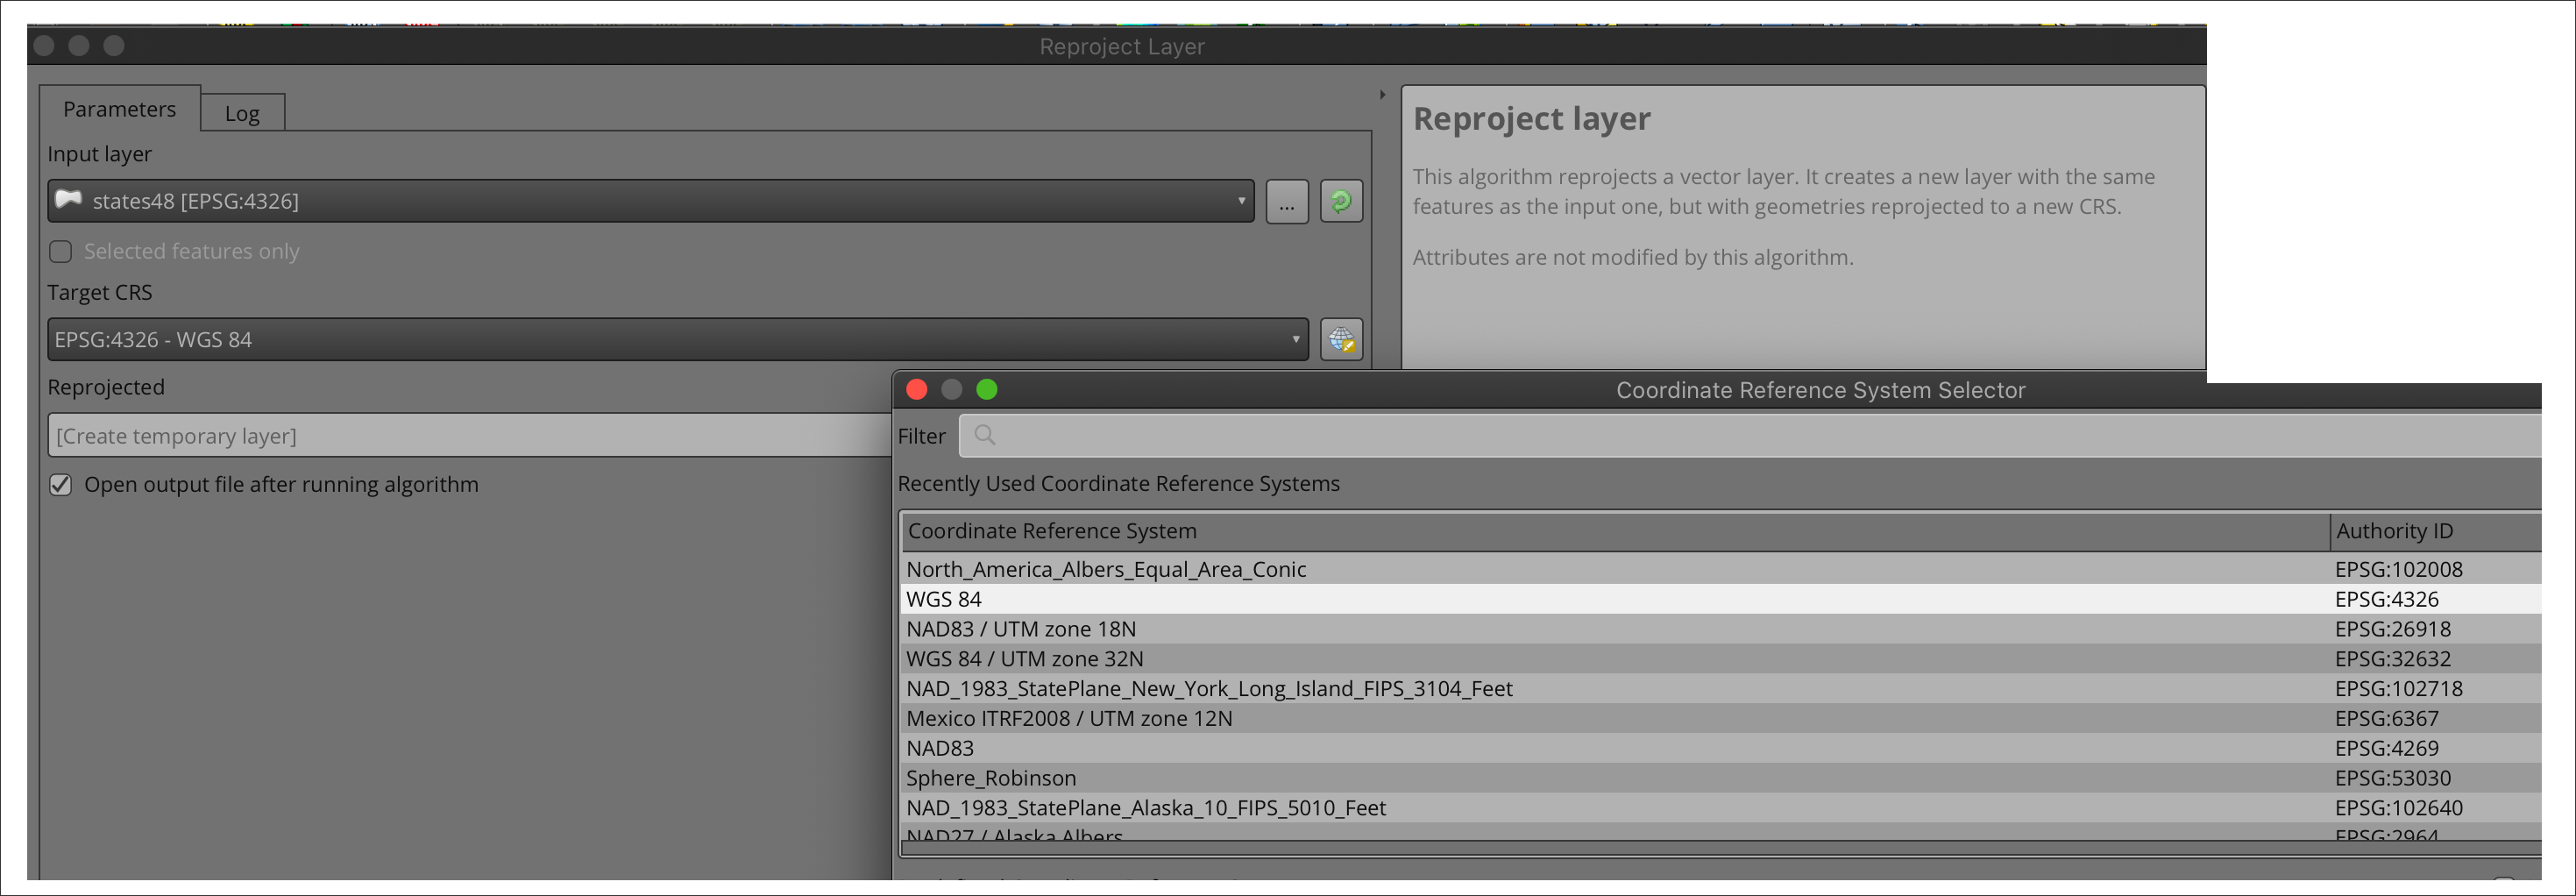 Reproject Layer
Parameters
Log
Input layer
states48 [EPSG:4326]
...
Selected features only
Target CRS
EPSG:4326 - WGS 84
Reprojected
[Create temporary layer]
Open output file after running algorithm
Reproject layer
This algorithm reprojects a vector layer. It creates a new layer with the same
features as the input one, but with geometries reprojected to a new CRS.
Attributes are not modified by this algorithm.
Coordinate Reference System Selector
Filter
Recently Used Coordinate Reference Systems
Coordinate Reference System Authority ID
North_America_Albers_Equal_Area_Conic EPSG:102008
WGS 84 EPSG:4326
NAD83 / UTM zone 18N EPSG:26918
WGS 84 / UTM zone 32N EPSG:32632
NAD_1983_StatePlane_New_York_Long_Island_FIPS_3104_Feet EPSG:102718
Mexico ITRF2008 / UTM zone 12N EPSG:6367
NAD83 EPSG:4269
Sphere_Robinson EPSG:53030
NAD_1983_StatePlane_Alaska_10_FIPS_5010_Feet EPSG:102640
NAD27 / Alaska Albers EPSG:2964